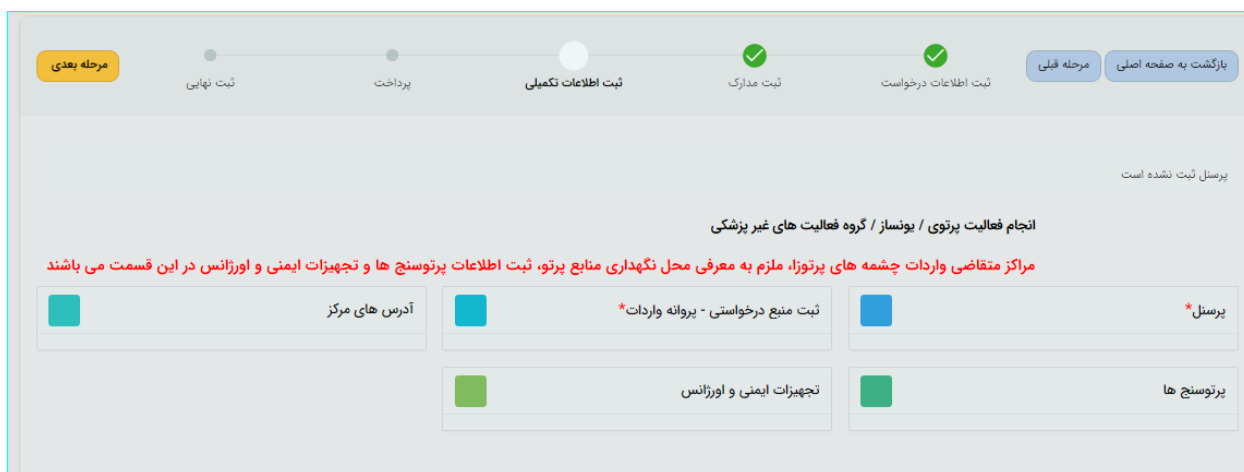 بازگشت به صفحه اصلی
مرحله قبلی
ثبت اطلاعات درخواست
ثبت مدارک
ثبت اطلاعات تکمیلی
پرداخت
ثبت نهایی
مرحله بعدی
پرسنل ثبت نشده است
انجام فعالیت پرتوی / یونساز / گروه فعالیت های غیر پزشکی
مراکز متقاضی واردات چشمه های پرتوزا، ملزم به معرفی محل نگهداری منابع پرتو، ثبت اطلاعات پرتوسنج ها و تجهیزات ایمنی و اورژانس در این قسمت می باشند
پرسنل*
ثبت منبع درخواستی - پروانه واردات*
آدرس های مرکز
پرتوسنج ها
تجهیزات ایمنی و اورژانس